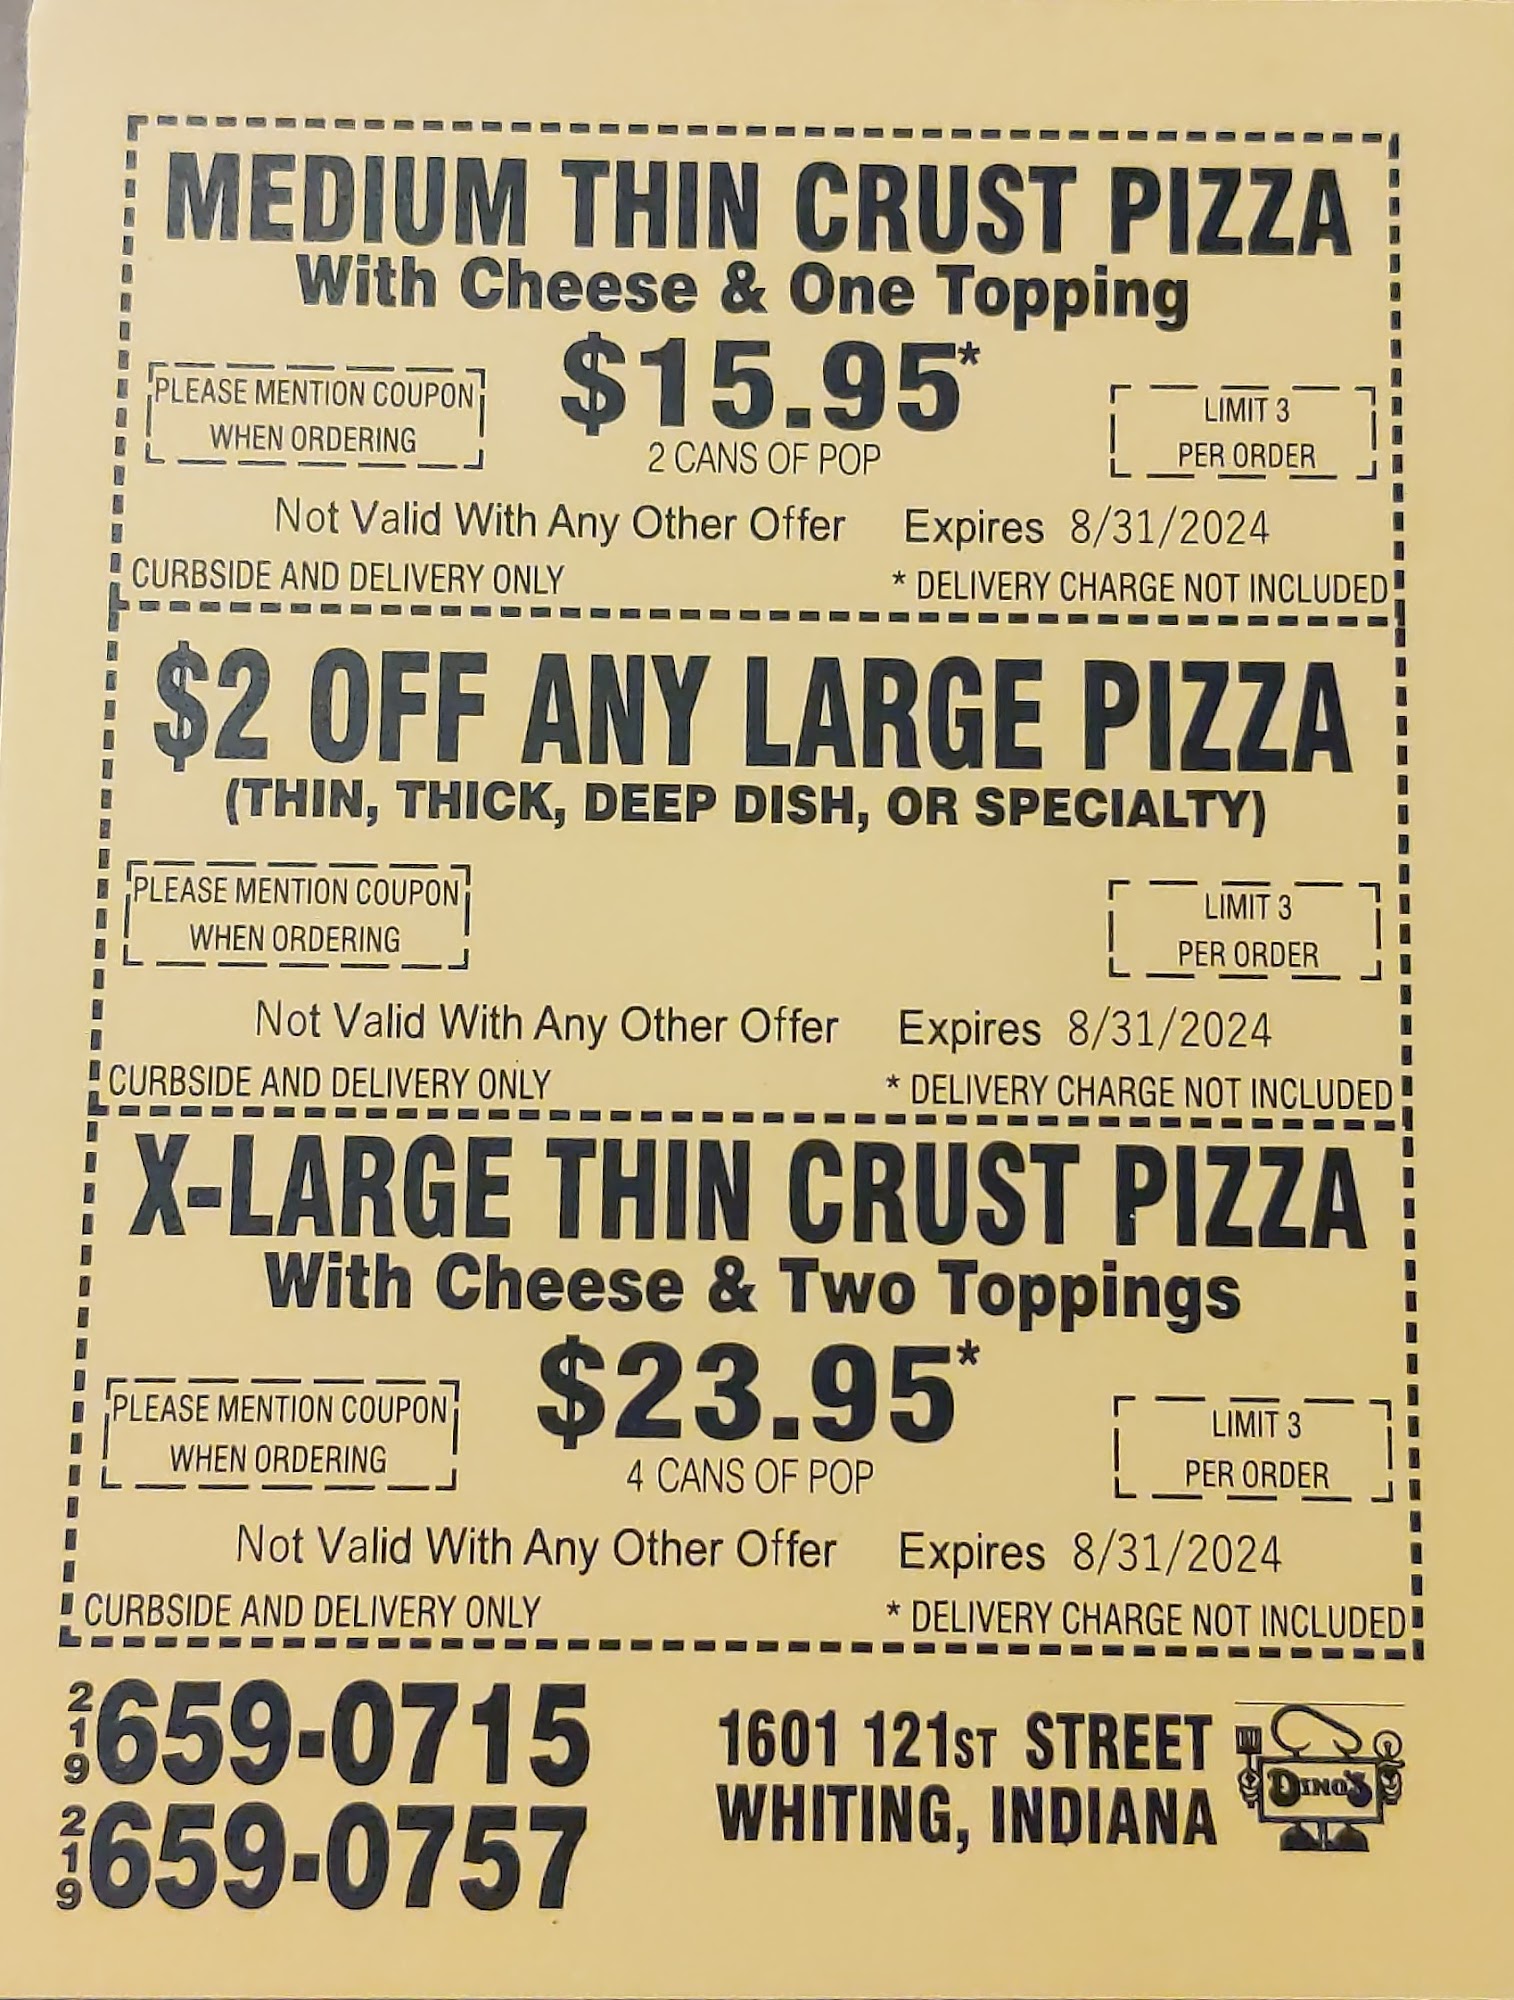 MEDIUM THIN CRUST PIZZA
With Cheese & One Topping
$15.95*
PLEASE MENTION COUPON
WHEN ORDERING
2 CANS OF POP
LIMIT 3
PER ORDER
Not Valid With Any Other Offer Expires 8/31/2024
CURBSIDE AND DELIVERY ONLY * DELIVERY CHARGE NOT INCLUDED
$2 OFF ANY LARGE PIZZA
(THIN, THICK, DEEP DISH, OR SPECIALTY)
PLEASE MENTION COUPON
WHEN ORDERING
LIMIT 3
PER ORDER
Not Valid With Any Other Offer Expires 8/31/2024
CURBSIDE AND DELIVERY ONLY * DELIVERY CHARGE NOT INCLUDED
X-LARGE THIN CRUST PIZZA
With Cheese & Two Toppings
$23.95*
PLEASE MENTION COUPON
WHEN ORDERING
4 CANS OF POP
LIMIT 3
PER ORDER
Not Valid With Any Other Offer Expires 8/31/2024
CURBSIDE AND DELIVERY ONLY * DELIVERY CHARGE NOT INCLUDED
219 659-0715
219 659-0757
1601 121ST STREET
WHITING, INDIANA
DINO'S